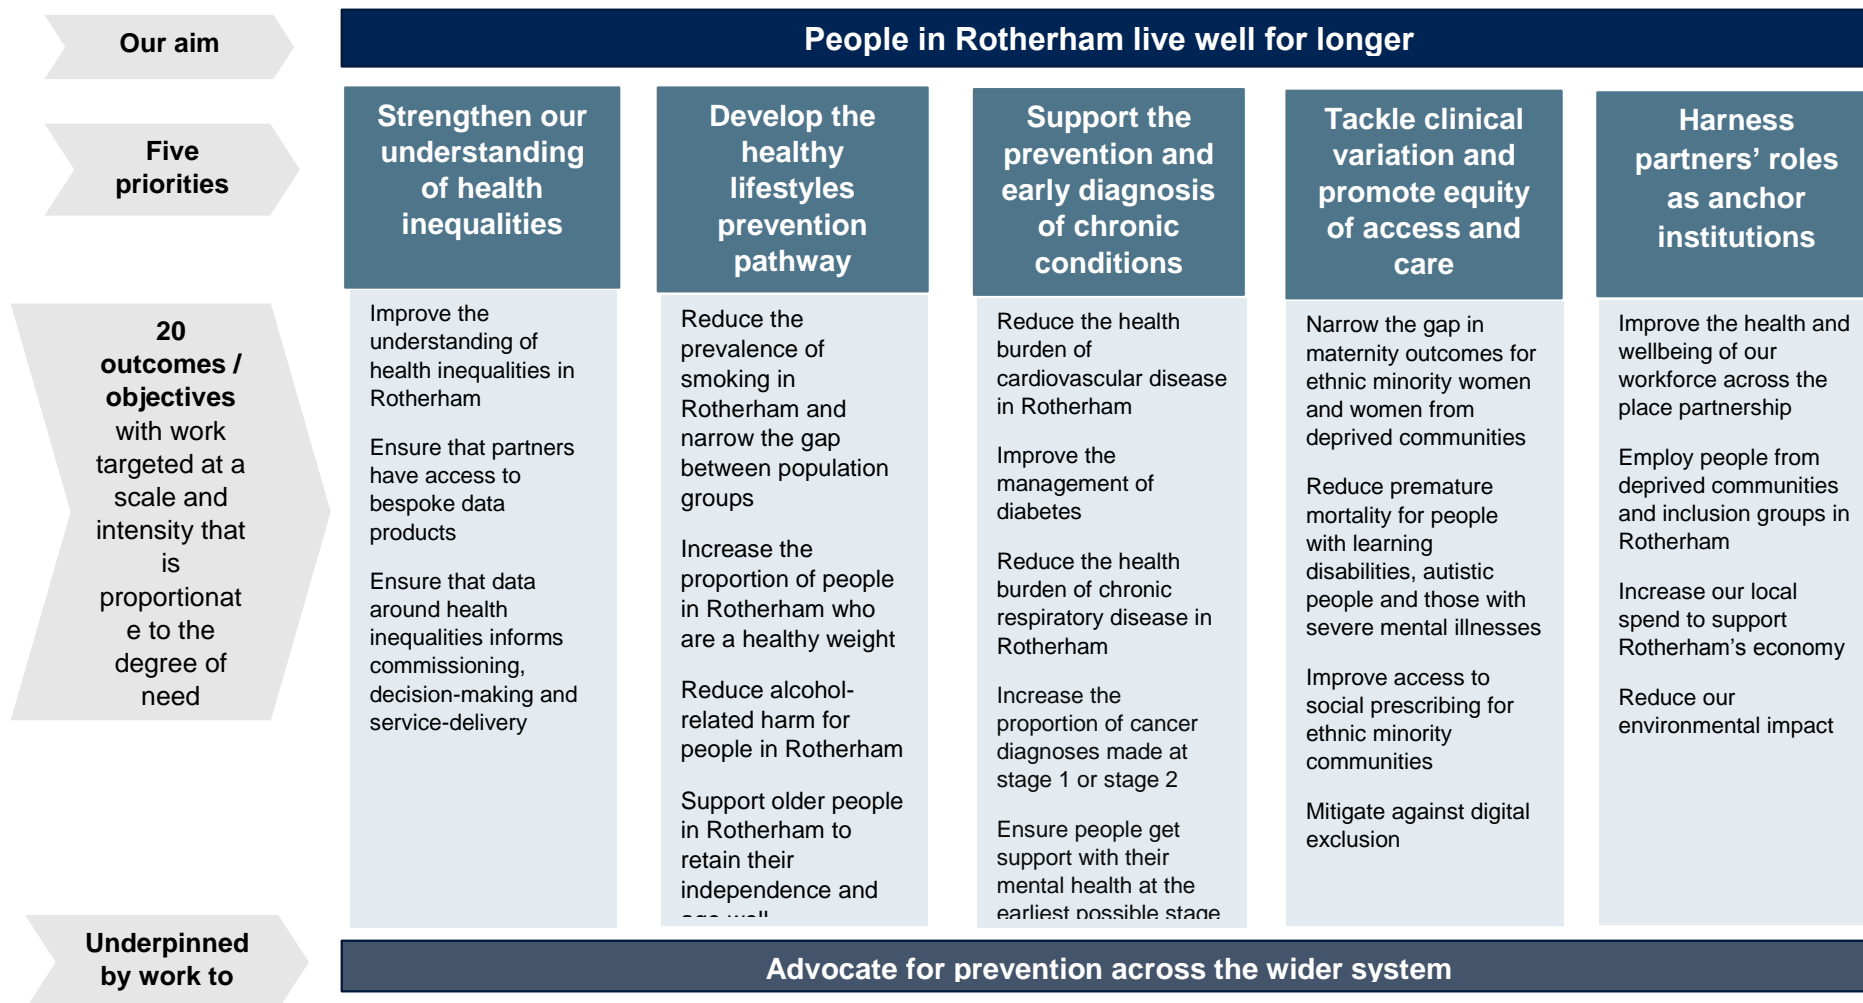 Our aim
People in Rotherham live well for longer
Five
priorities
Strengthen our
understanding
of health
inequalities
Develop the
healthy
lifestyles
prevention
pathway
Support the
prevention and
early diagnosis
of chronic
conditions
Tackle clinical
variation and
promote equity
of access and
care
Harness
partners’ roles
as anchor
institutions
20
outcomes /
objectives
with work
targeted at a
scale and
intensity that
is
proportionat
e to the
degree of
need
Improve the
understanding of
health inequalities in
Rotherham
Ensure that partners
have access to
bespoke data
products
Ensure that data
around health
inequalities informs
commissioning,
decision-making and
service-delivery
Reduce the
prevalence of
smoking in
Rotherham and
narrow the gap
between population
groups
Increase the
proportion of people
in Rotherham who
are a healthy weight
Reduce alcohol-
related harm for
people in Rotherham
Support older people
in Rotherham to
retain their
independence and
age well
Reduce the health
burden of
cardiovascular disease
in Rotherham
Improve the
management of
diabetes
Reduce the health
burden of chronic
respiratory disease in
Rotherham
Increase the
proportion of cancer
diagnoses made at
stage 1 or stage 2
Ensure people get
support with their
mental health at the
earliest possible stage
Narrow the gap in
maternity outcomes for
ethnic minority women
and women from
deprived communities
Reduce premature
mortality for people
with learning
disabilities, autistic
people and those with
severe mental illnesses
Improve access to
social prescribing for
ethnic minority
communities
Mitigate against digital
exclusion
Improve the health and
wellbeing of our
workforce across the
place partnership
Employ people from
deprived communities
and inclusion groups in
Rotherham
Increase our local
spend to support
Rotherham’s economy
Reduce our
environmental impact
Underpinned
by work to
Advocate for prevention across the wider system